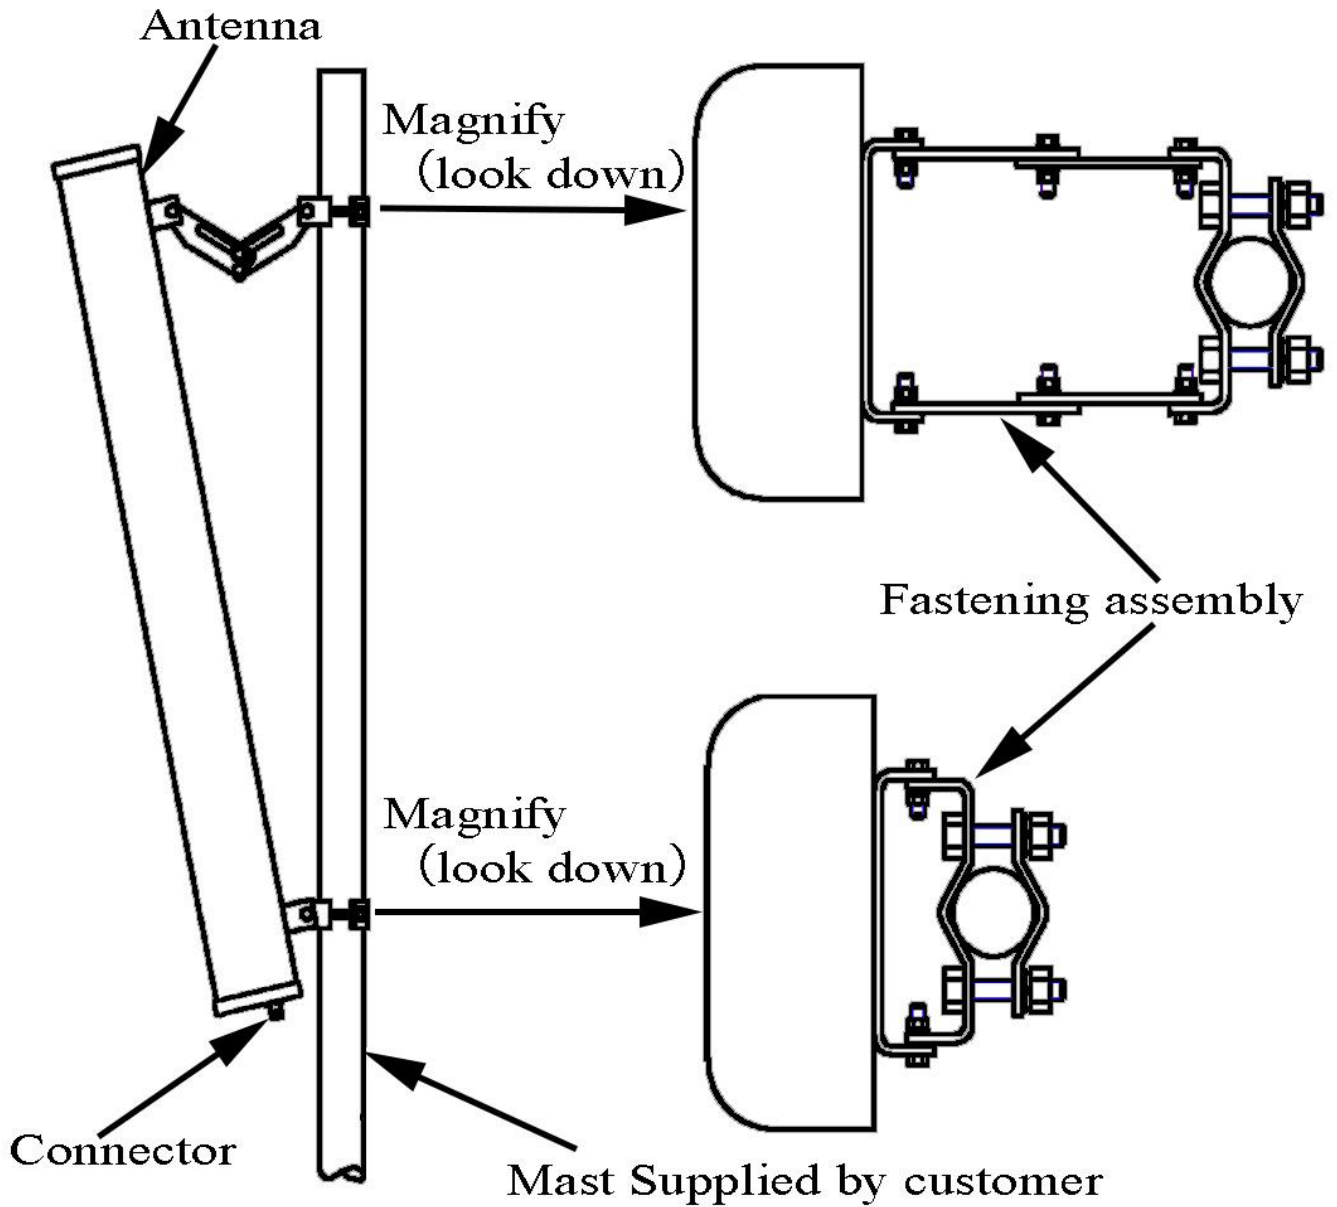 Antenna
Magnify
(look down)
Fastening assembly
Magnify
(look down)
Connector
Mast Supplied by customer